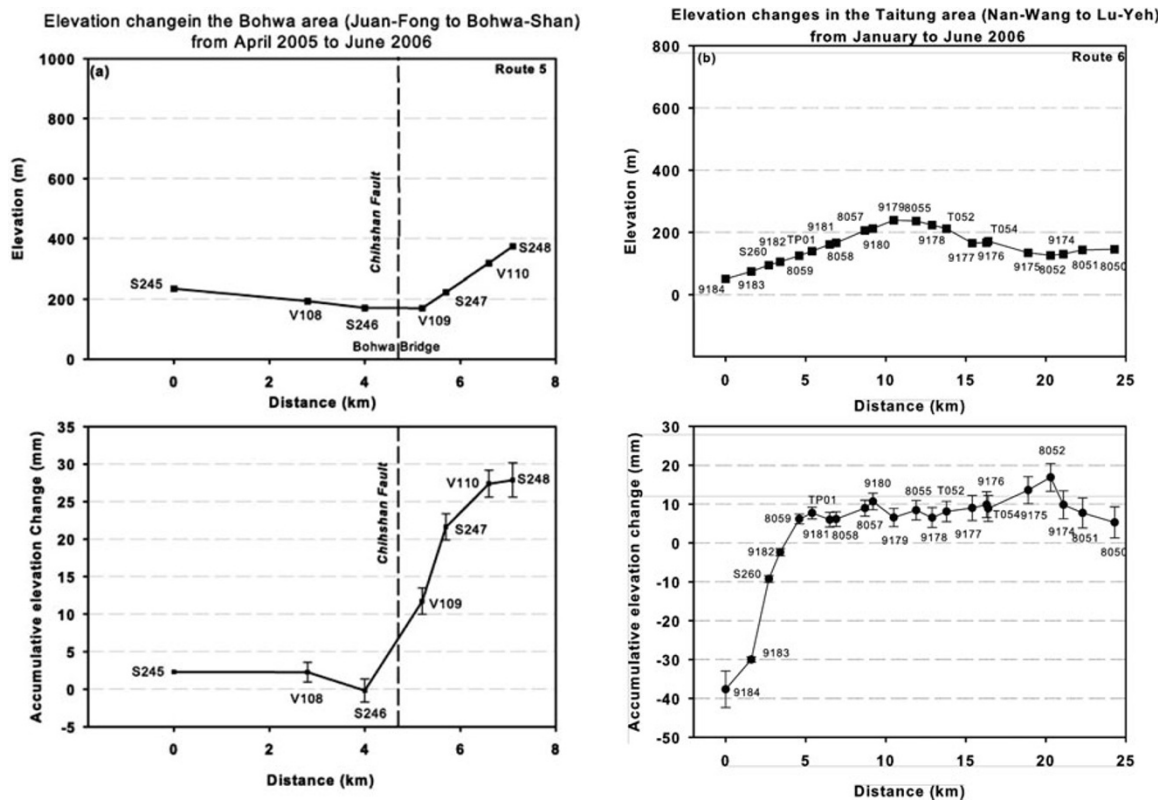 Elevation changein the Bohwa area (Juan-Fong to Bohwa-Shan)
from April 2005 to June 2006
(a)
Route 5
Elevation (m)
1000
800
600
400
200
0
Chihshan Fault
S245
V108
S246
V109
S247
V110
S248
Bohwa Bridge
0 2 4 6 8
Distance (km)
Accumulative elevation Change (mm)
35
30
25
20
15
10
5
0
-5
Chihshan Fault
S245
V108
S246
V109
S247
V110
S248
0 2 4 6 8
Distance (km)
Elevation changes in the Taitung area (Nan-Wang to Lu-Yeh)
from January to June 2006
(b)
Route 6
Elevation (m)
800
600
400
200
0
9184
9183
S260
9182
TP01
8059
9181
8058
8057
9180
9179
8055
9178
T052
9177
T054
9176
9175
8052
9174
8051
8050
0 5 10 15 20 25
Distance (km)
Accumulative elevation change (mm)
30
20
10
0
-10
-20
-30
-40
-50
9184
9183
S260
9182
8059
TP01
9181
8058
8057
9180
9179
8055
9178
T052
9177
9176
T054
9175
8052
9174
8051
8050
0 5 10 15 20 25
Distance (km)